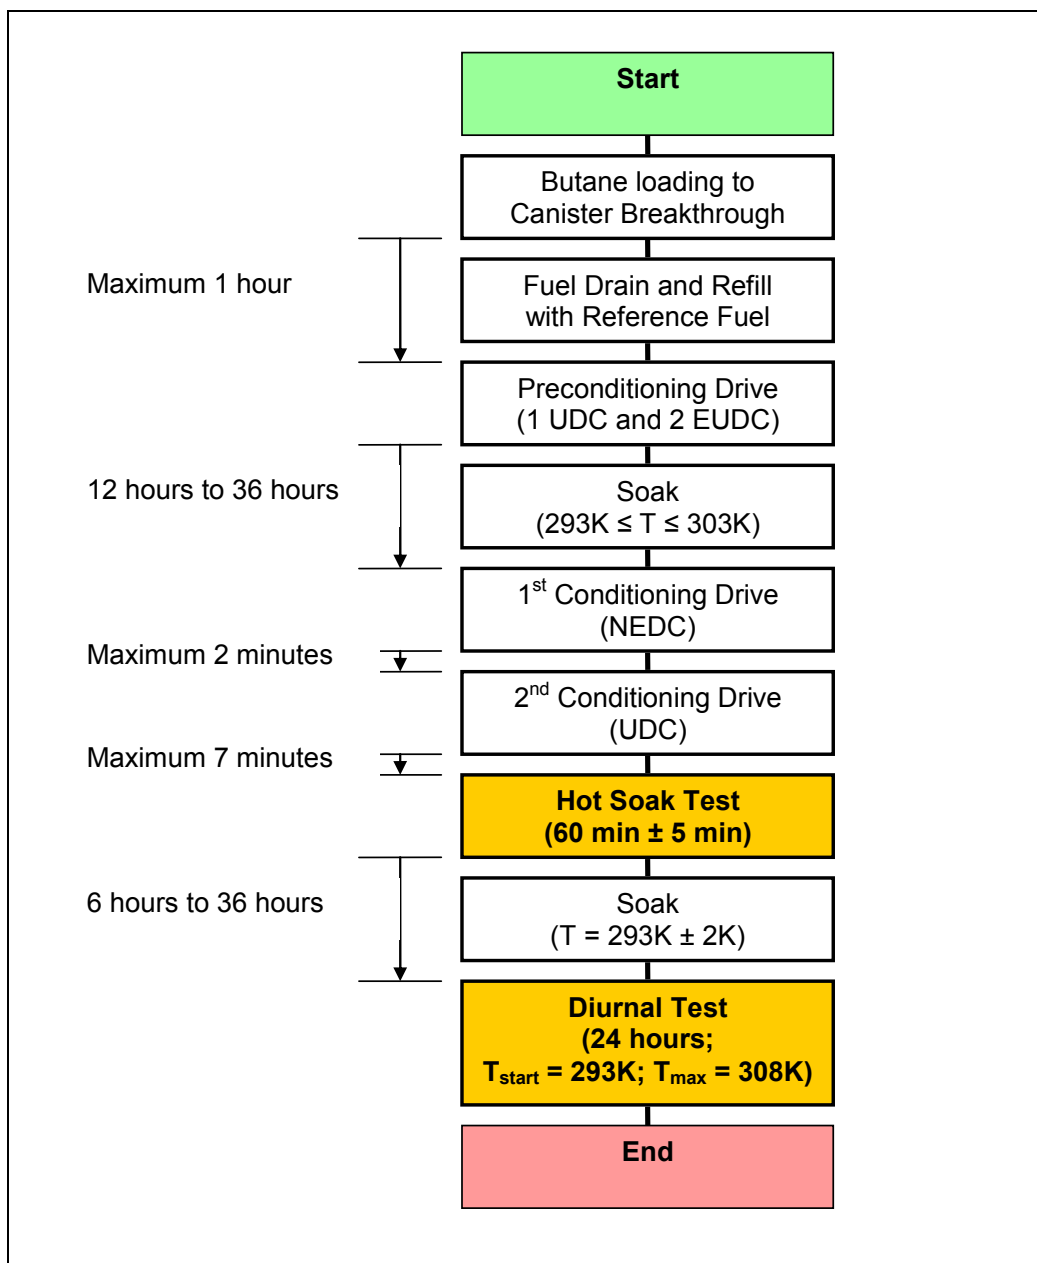 Start
Butane loading to
Canister Breakthrough
Maximum 1 hour
Fuel Drain and Refill
with Reference Fuel
Preconditioning Drive
(1 UDC and 2 EUDC)
12 hours to 36 hours
Soak
(293K ≤ T ≤ 303K)
1st Conditioning Drive
(NEDC)
Maximum 2 minutes
2nd Conditioning Drive
(UDC)
Maximum 7 minutes
Hot Soak Test
(60 min ± 5 min)
6 hours to 36 hours
Soak
(T = 293K ± 2K)
Diurnal Test
(24 hours;
Tstart = 293K; Tmax = 308K)
End